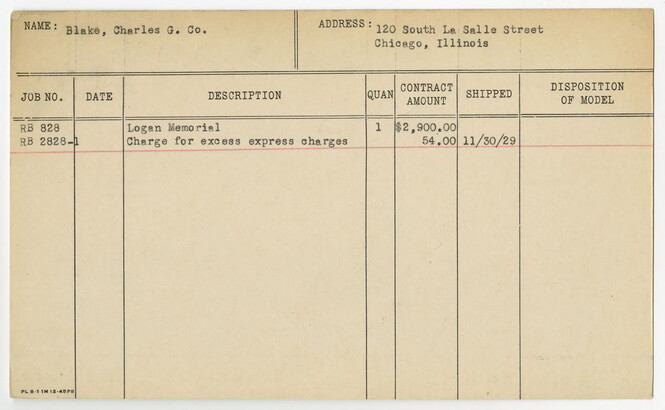 NAME: Blake, Charles G. Co.
ADDRESS: 120 South La Salle Street
Chicago, Illinois
JOB NO. DATE DESCRIPTION QUAN CONTRACT AMOUNT SHIPPED DISPOSITION OF MODEL
RB 828 Logan Memorial 1 $2,900.00
RB 2828-1 Charge for excess express charges 54.00 11/30/29